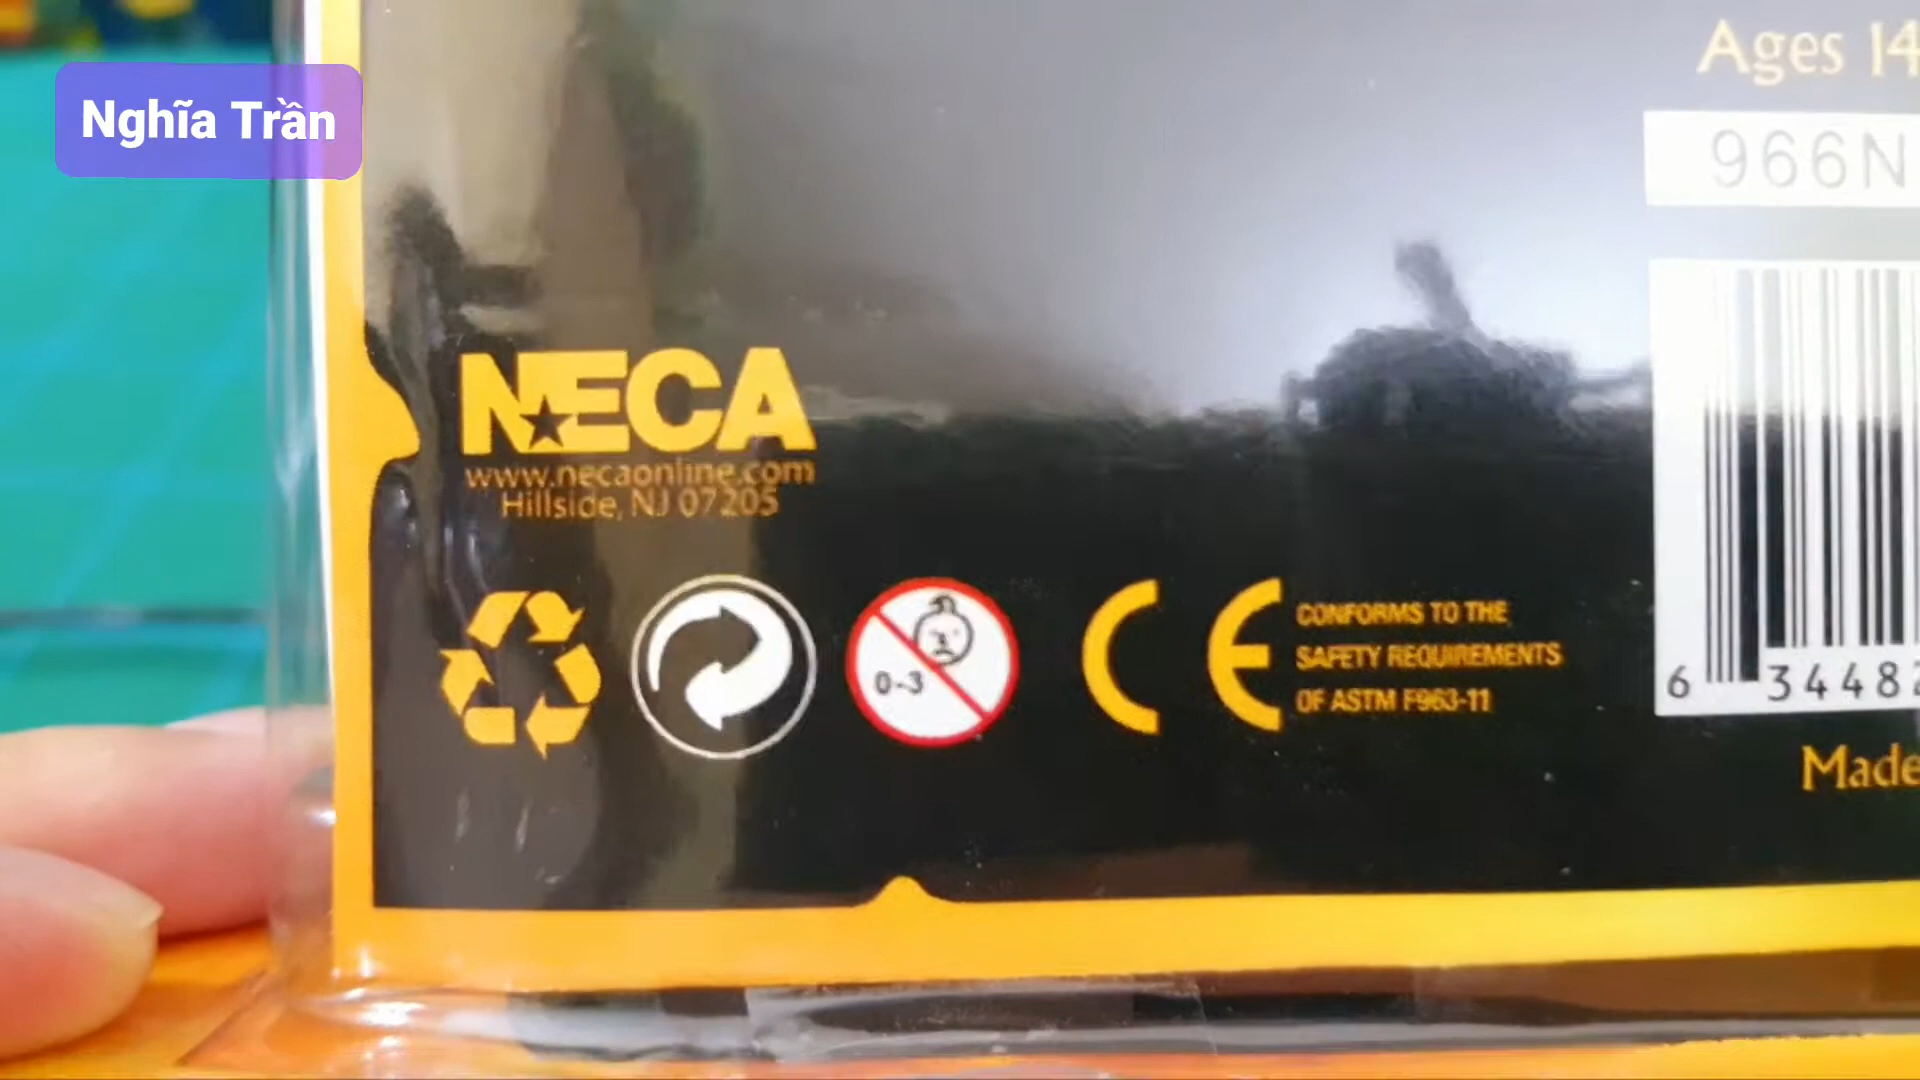 Nghĩa Trần
Ages 14
966N
NECA
www.necaonline.com
Hillside, NJ 07205
0-3
CE
CONFORMS TO THE
SAFETY REQUIREMENTS
OF ASTM F963-11
6 34482
Made